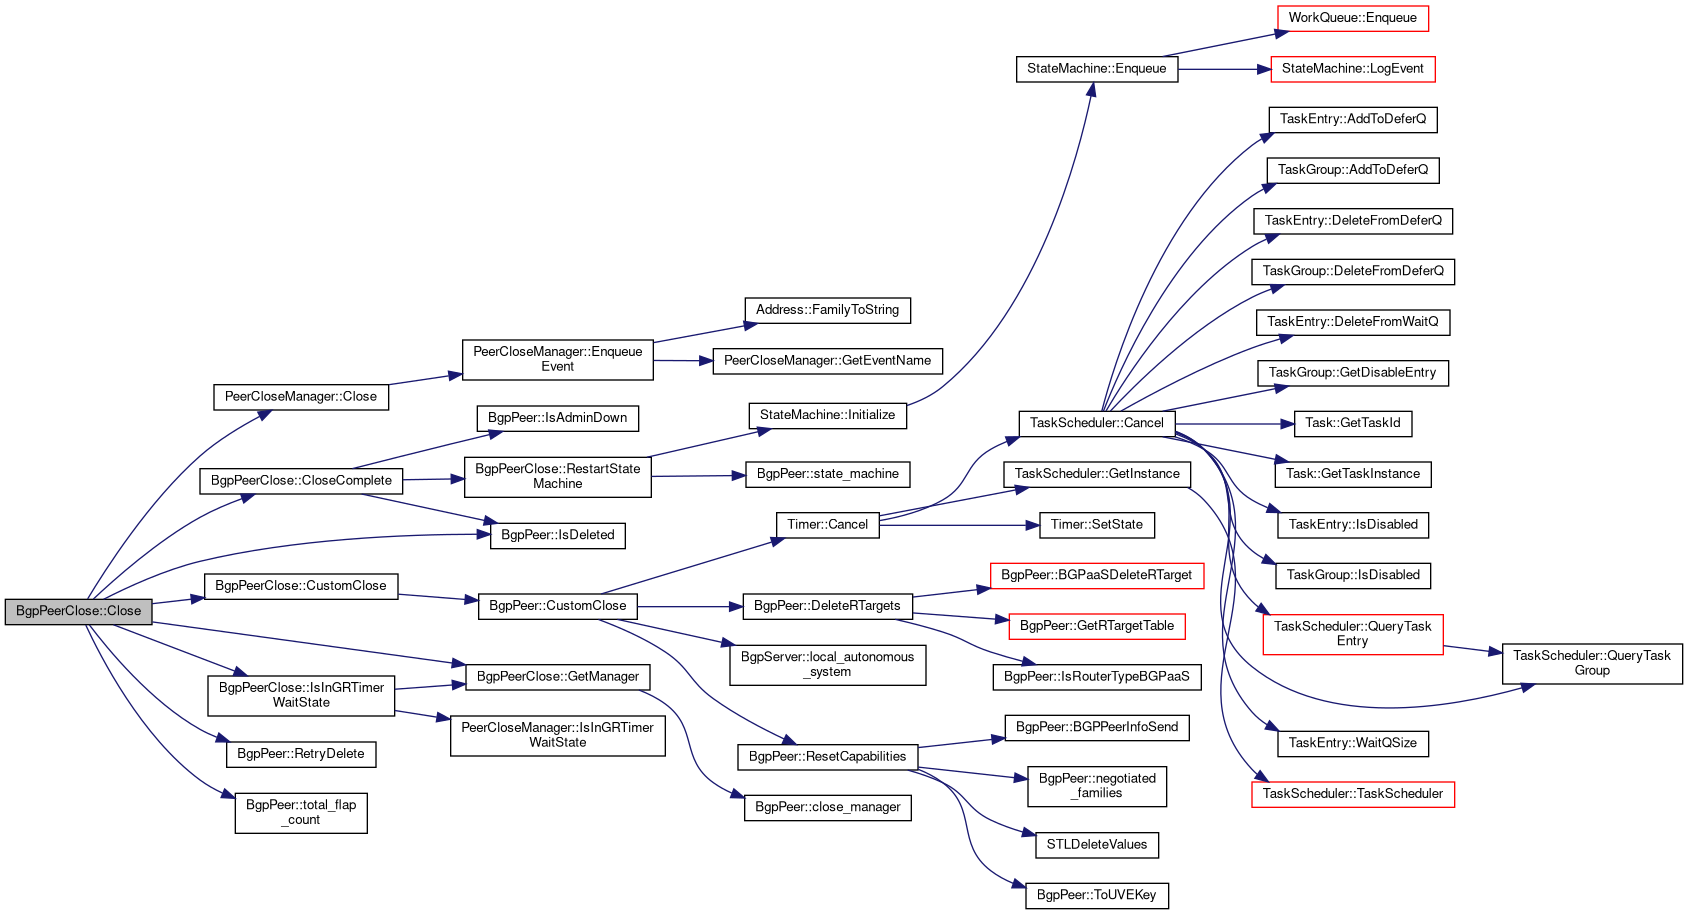 BgpPeerClose::Close
PeerCloseManager::Close
BgpPeerClose::CloseComplete
BgpPeerClose::CustomClose
BgpPeerClose::IsInGRTimer
WaitState
BgpPeer::RetryDelete
BgpPeer::total_flap
_count
PeerCloseManager::Enqueue
Event
BgpPeer::IsAdminDown
BgpPeerClose::RestartState
Machine
BgpPeer::IsDeleted
BgpPeer::CustomClose
BgpPeerClose::GetManager
PeerCloseManager::IsInGRTimer
WaitState
Address::FamilyToString
PeerCloseManager::GetEventName
StateMachine::Initialize
BgpPeer::state_machine
Timer::Cancel
BgpPeer::DeleteRTargets
BgpServer::local_autonomous
_system
BgpPeer::ResetCapabilities
BgpPeer::close_manager
StateMachine::Enqueue
TaskScheduler::Cancel
TaskScheduler::GetInstance
Timer::SetState
BgpPeer::BGPaaSDeleteRTarget
BgpPeer::GetRTargetTable
BgpPeer::IsRouterTypeBGPaaS
BgpPeer::BGPPeerInfoSend
BgpPeer::negotiated
_families
STLDeleteValues
BgpPeer::ToUVEKey
WorkQueue::Enqueue
StateMachine::LogEvent
TaskEntry::AddToDeferQ
TaskGroup::AddToDeferQ
TaskEntry::DeleteFromDeferQ
TaskGroup::DeleteFromDeferQ
TaskEntry::DeleteFromWaitQ
TaskGroup::GetDisableEntry
Task::GetTaskId
Task::GetTaskInstance
TaskEntry::IsDisabled
TaskGroup::IsDisabled
TaskScheduler::QueryTask
Entry
TaskEntry::WaitQSize
TaskScheduler::TaskScheduler
TaskScheduler::QueryTask
Group